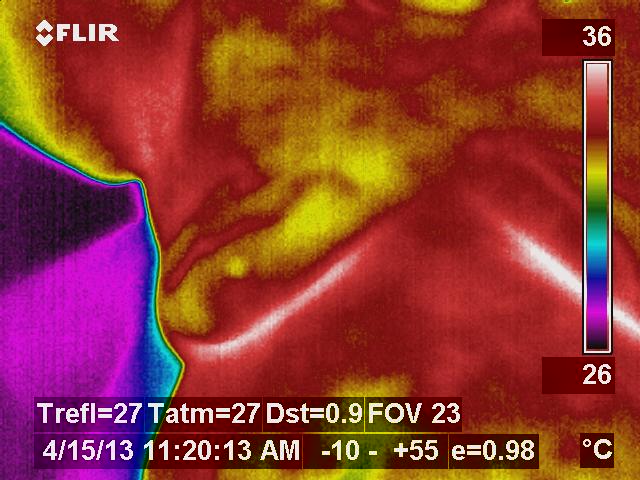 FLIR
36
26
Trefl=27 Tatm=27 Dst=0.9 FOV 23
4/15/13 11:20:13 AM -10 - +55 e=0.98 °C